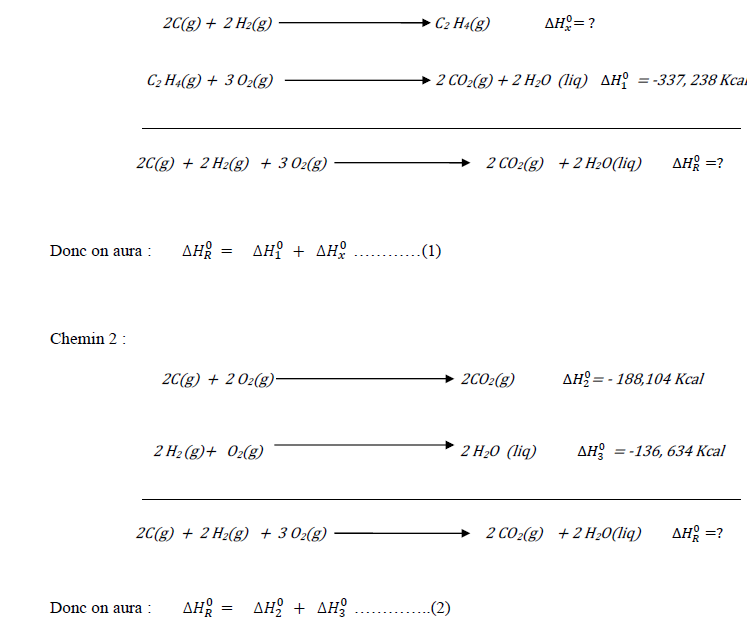 2C(g) + 2 H₂(g) ⟶ C₂ H₄(g) ΔH⁰ₓ= ?
C₂ H₄(g) + 3 O₂(g) ⟶ 2 CO₂(g) + 2 H₂O (liq) ΔH⁰₁ = -337, 238 Kcal
2C(g) + 2 H₂(g) + 3 O₂(g) ⟶ 2 CO₂(g) + 2 H₂O(liq) ΔH⁰_R =?
Donc on aura : ΔH⁰_R = ΔH⁰₁ + ΔH⁰ₓ …………(1)
Chemin 2 :
2C(g) + 2 O₂(g) ⟶ 2CO₂(g) ΔH⁰₂ = - 188,104 Kcal
2 H₂ (g)+ O₂(g) ⟶ 2 H₂O (liq) ΔH⁰₃ = -136, 634 Kcal
2C(g) + 2 H₂(g) + 3 O₂(g) ⟶ 2 CO₂(g) + 2 H₂O(liq) ΔH⁰_R =?
Donc on aura : ΔH⁰_R = ΔH⁰₂ + ΔH⁰₃ …………..(2)